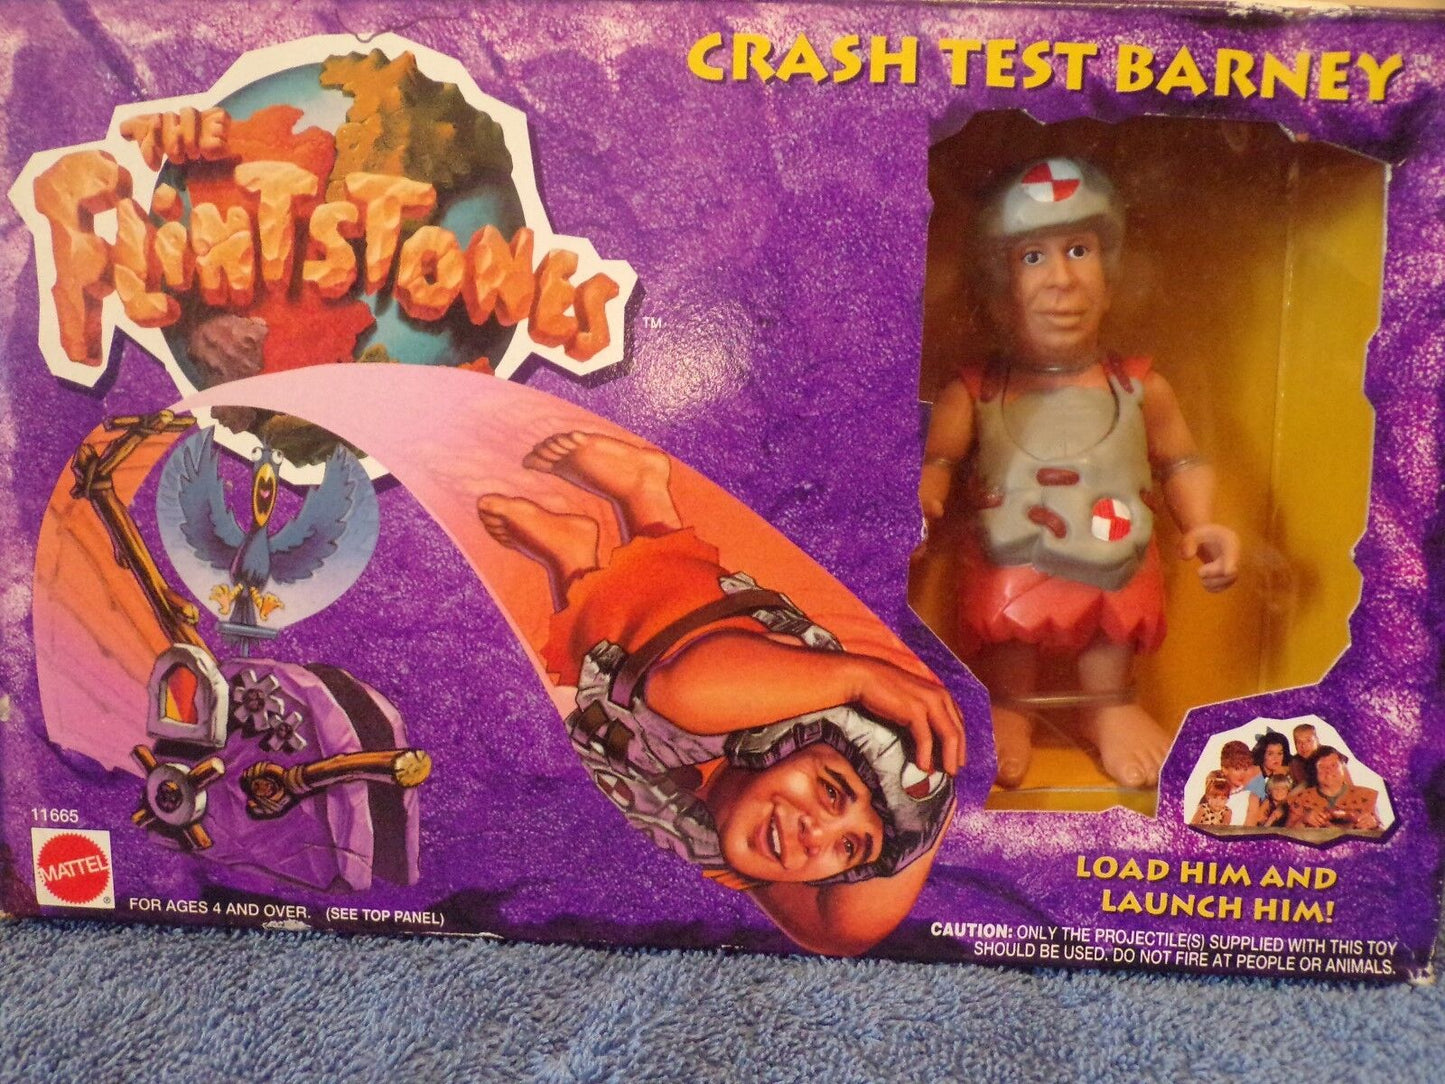 CRASH TEST BARNEY
THE
FLINTSTONES
™
11665
MATTEL
®
FOR AGES 4 AND OVER. (SEE TOP PANEL)
LOAD HIM AND
LAUNCH HIM!
CAUTION: ONLY THE PROJECTILE(S) SUPPLIED WITH THIS TOY
SHOULD BE USED. DO NOT FIRE AT PEOPLE OR ANIMALS.